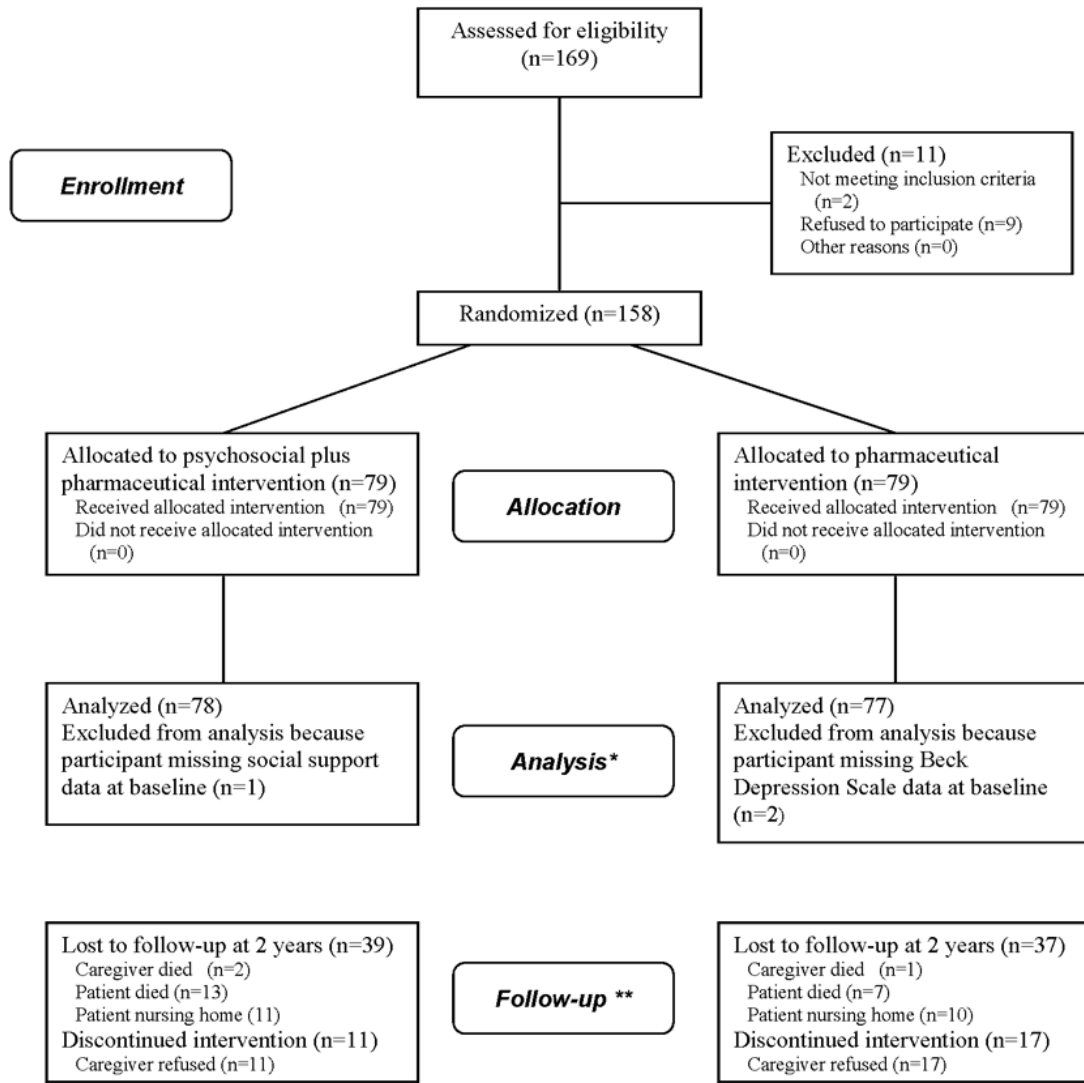 Assessed for eligibility
(n=169)
Enrollment
Excluded (n=11)
Not meeting inclusion criteria
(n=2)
Refused to participate (n=9)
Other reasons (n=0)
Randomized (n=158)
Allocated to psychosocial plus
pharmaceutical intervention (n=79)
Received allocated intervention (n=79)
Did not receive allocated intervention
(n=0)
Allocation
Allocated to pharmaceutical
intervention (n=79)
Received allocated intervention (n=79)
Did not receive allocated intervention
(n=0)
Analyzed (n=78)
Excluded from analysis because
participant missing social support
data at baseline (n=1)
Analysis*
Analyzed (n=77)
Excluded from analysis because
participant missing Beck
Depression Scale data at baseline
(n=2)
Lost to follow-up at 2 years (n=39)
Caregiver died (n=2)
Patient died (n=13)
Patient nursing home (11)
Discontinued intervention (n=11)
Caregiver refused (n=11)
Follow-up **
Lost to follow-up at 2 years (n=37)
Caregiver died (n=1)
Patient died (n=7)
Patient nursing home (n=10)
Discontinued intervention (n=17)
Caregiver refused (n=17)